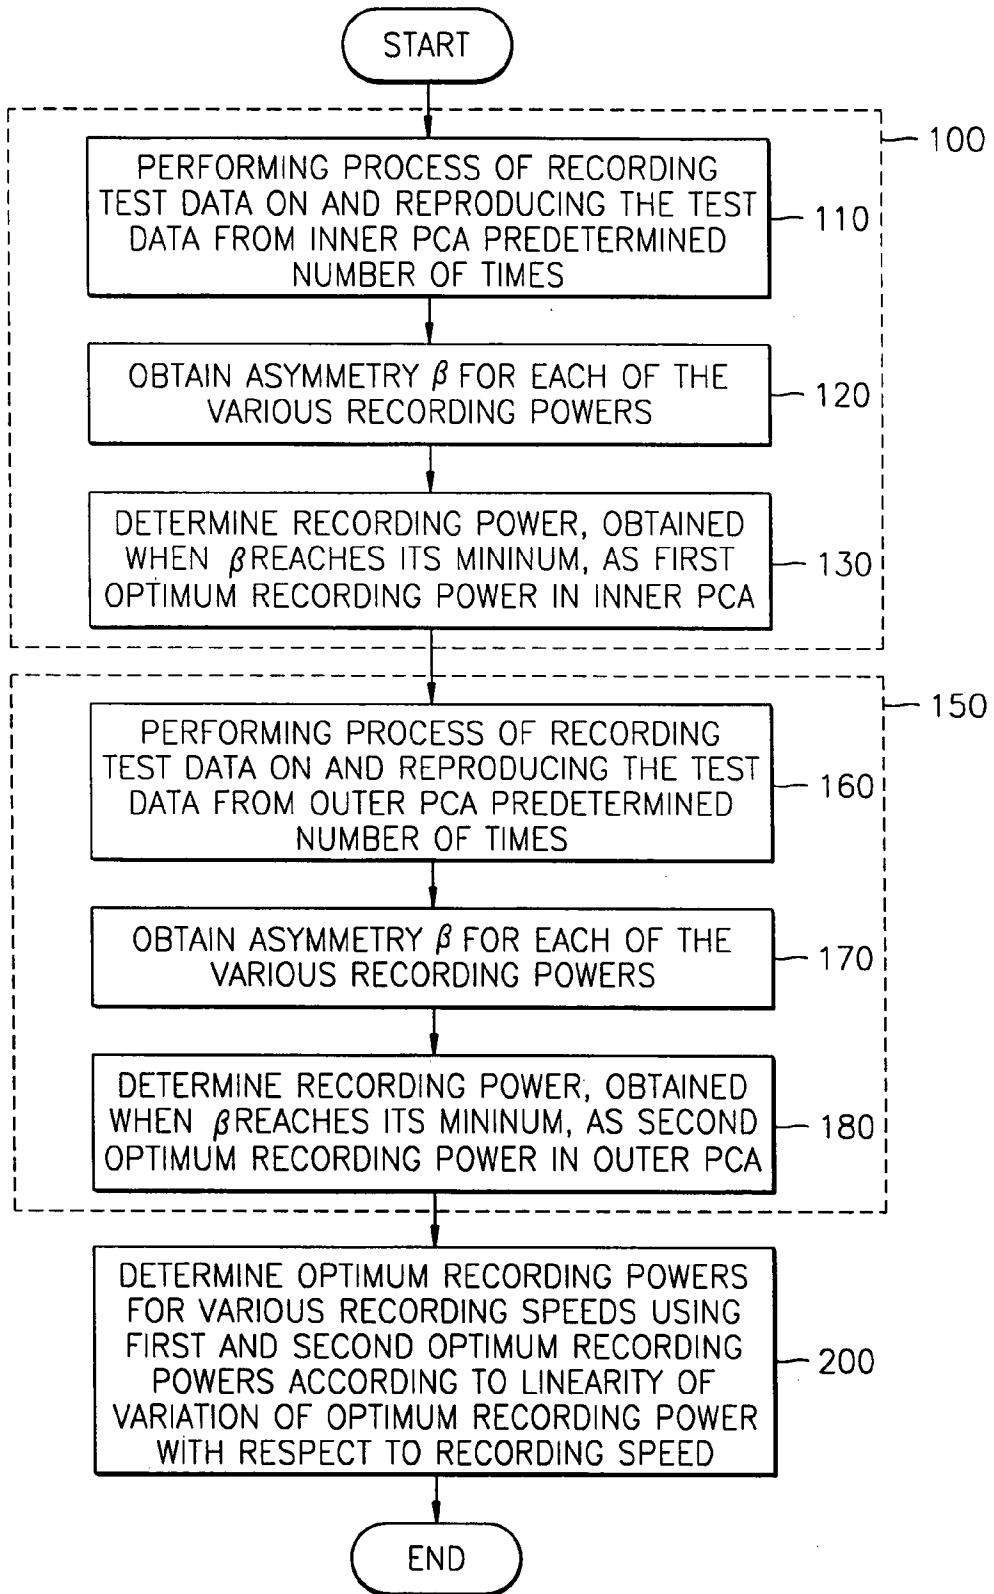 START
100
PERFORMING PROCESS OF RECORDING
TEST DATA ON AND REPRODUCING THE TEST
DATA FROM INNER PCA PREDETERMINED
NUMBER OF TIMES
110
OBTAIN ASYMMETRY β FOR EACH OF THE
VARIOUS RECORDING POWERS
120
DETERMINE RECORDING POWER, OBTAINED
WHEN β REACHES ITS MININUM, AS FIRST
OPTIMUM RECORDING POWER IN INNER PCA
130
150
PERFORMING PROCESS OF RECORDING
TEST DATA ON AND REPRODUCING THE TEST
DATA FROM OUTER PCA PREDETERMINED
NUMBER OF TIMES
160
OBTAIN ASYMMETRY β FOR EACH OF THE
VARIOUS RECORDING POWERS
170
DETERMINE RECORDING POWER, OBTAINED
WHEN β REACHES ITS MININUM, AS SECOND
OPTIMUM RECORDING POWER IN OUTER PCA
180
DETERMINE OPTIMUM RECORDING POWERS
FOR VARIOUS RECORDING SPEEDS USING
FIRST AND SECOND OPTIMUM RECORDING
POWERS ACCORDING TO LINEARITY OF
VARIATION OF OPTIMUM RECORDING POWER
WITH RESPECT TO RECORDING SPEED
200
END